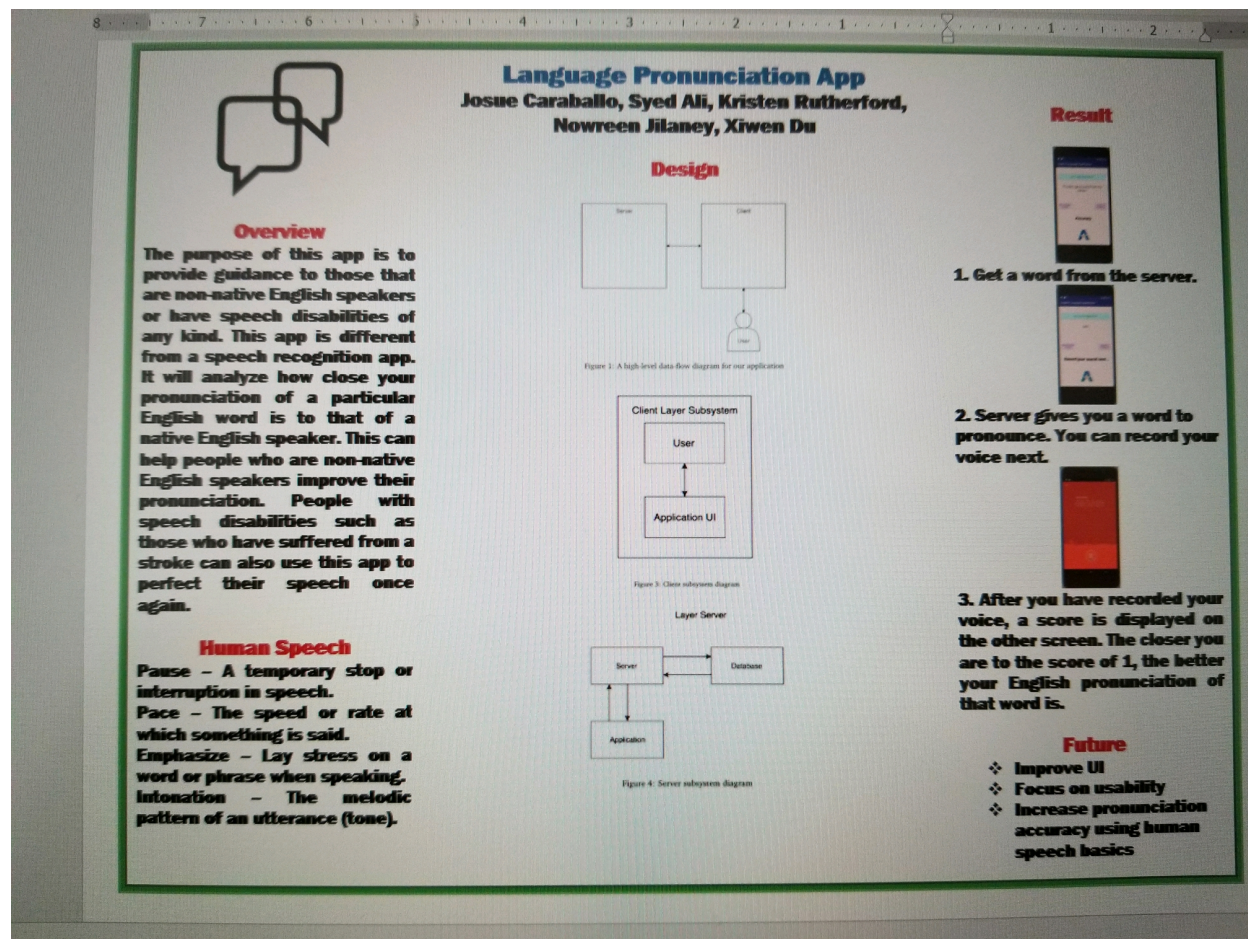 8 7 6 5 4 3 2 1 1 2
Language Pronunciation App
Josue Caraballo, Syed Ali, Kristen Rutherford,
Nowreen Jilaney, Xiwen Du
Overview
The purpose of this app is to
provide guidance to those that
are non-native English speakers
or have speech disabilities of
any kind. This app is different
from a speech recognition app.
It will analyze how close your
pronunciation of a particular
English word is to that of a
native English speaker. This can
help people who are non-native
English speakers improve their
pronunciation. People with
speech disabilities such as
those who have suffered from a
stroke can also use this app to
perfect their speech once
again.
Human Speech
Pause – A temporary stop or
interruption in speech.
Pace – The speed or rate at
which something is said.
Emphasize – Lay stress on a
word or phrase when speaking.
Intonation – The melodic
pattern of an utterance (tone).
Design
Server Client
User
Figure 1: A high-level data flow diagram for our application
Client Layer Subsystem
User
Application UI
Figure 3: Client subsystem diagram
Layer Server
Server Database
Application
Figure 4: Server subsystem diagram
Result
1. Get a word from the server.
2. Server gives you a word to
pronounce. You can record your
voice next.
3. After you have recorded your
voice, a score is displayed on
the other screen. The closer you
are to the score of 1, the better
your English pronunciation of
that word is.
Future
❖ Improve UI
❖ Focus on usability
❖ Increase pronunciation
accuracy using human
speech basics